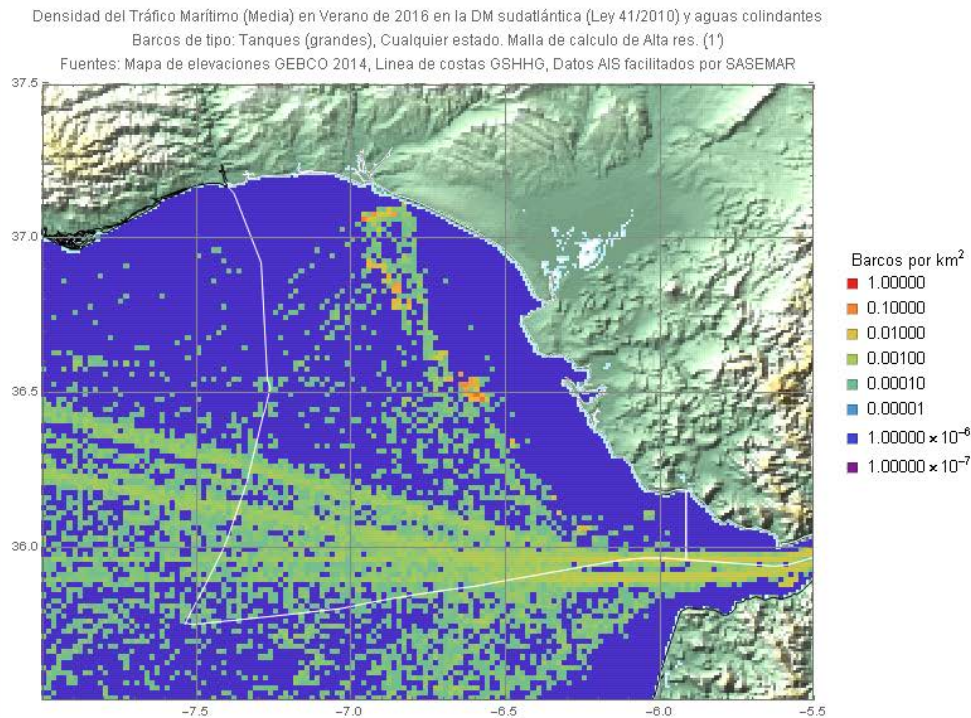 Densidad del Tráfico Marítimo (Media) en Verano de 2016 en la DM sudatlántica (Ley 41/2010) y aguas colindantes
Barcos de tipo: Tanques (grandes), Cualquier estado. Malla de calculo de Alta res. (1')
Fuentes: Mapa de elevaciones GEBCO 2014, Linea de costas GSHHG, Datos AIS facilitados por SASEMAR
37.5
37.0
36.5
36.0
-7.5 -7.0 -6.5 -6.0 -5.5
Barcos por km²
1.00000
0.10000
0.01000
0.00100
0.00010
0.00001
1.00000 × 10⁻⁶
1.00000 × 10⁻⁷